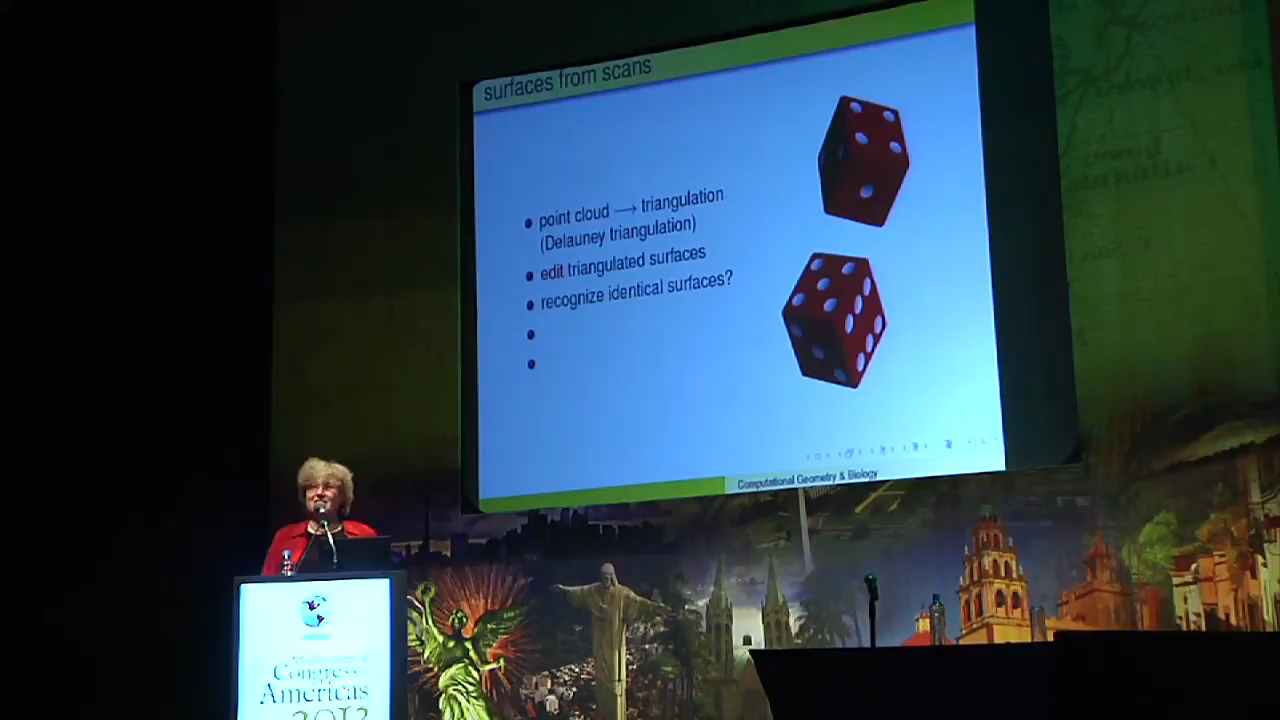 surfaces from scans
point cloud → triangulation
(Delauney triangulation)
edit triangulated surfaces
recognize identical surfaces?
Computational Geometry & Biology
Congress
Americas
2013